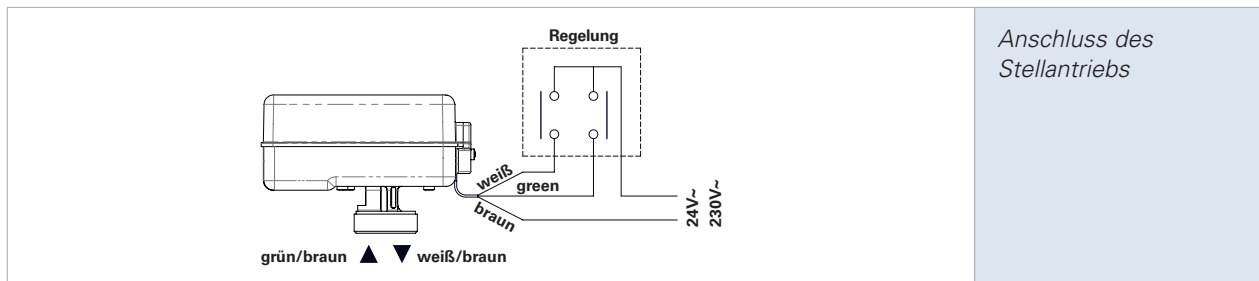 Regelung
weiß
green
braun
24V~
230V~
grün/braun ▲ ▼ weiß/braun
Anschluss des
Stellantriebs